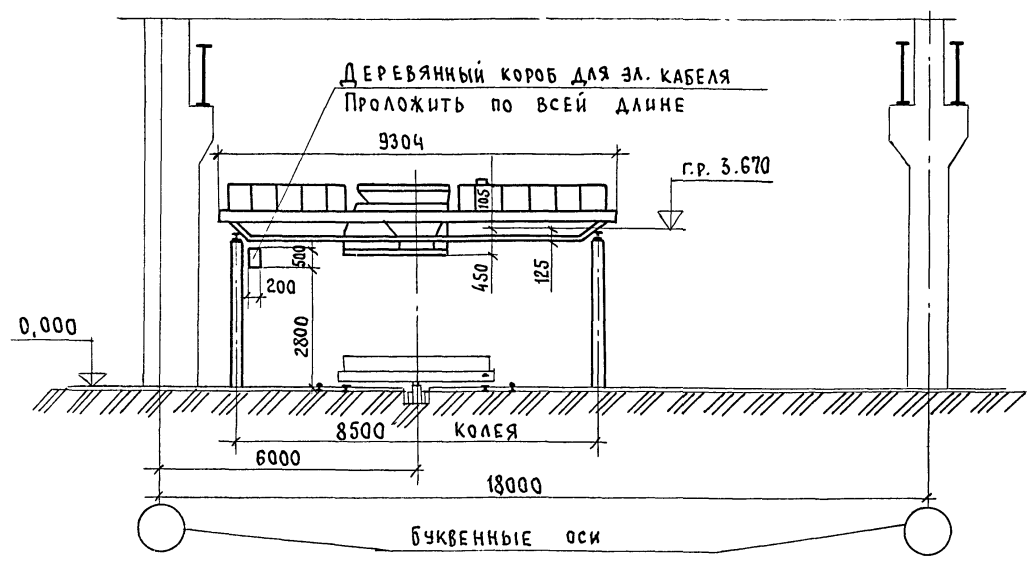 Деревянный короб для эл. кабеля
Проложить по всей длине
9304
г.р. 3.670
105
500
200
450
125
2800
0,000
8500 колея
6000
18000
буквенные оси